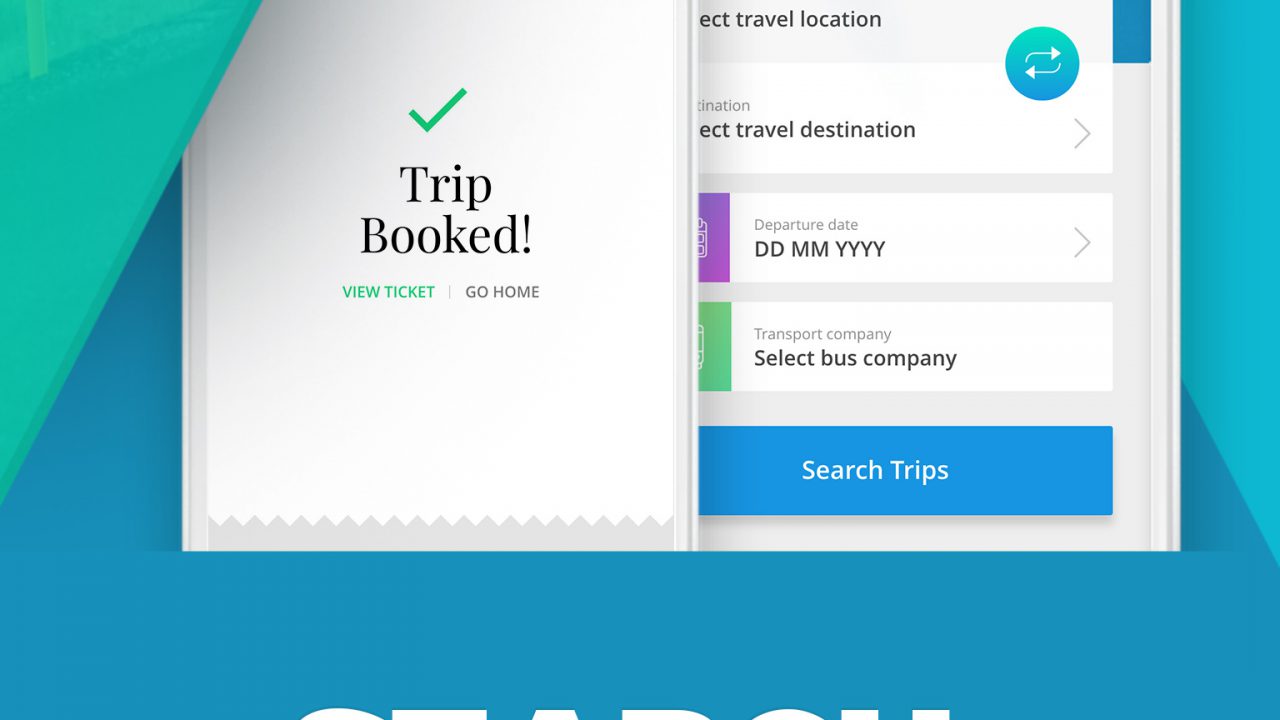 Trip
Booked!
VIEW TICKET | GO HOME
ect travel location
tination
ect travel destination
Departure date
DD MM YYYY
Transport company
Select bus company
Search Trips
SEARCH